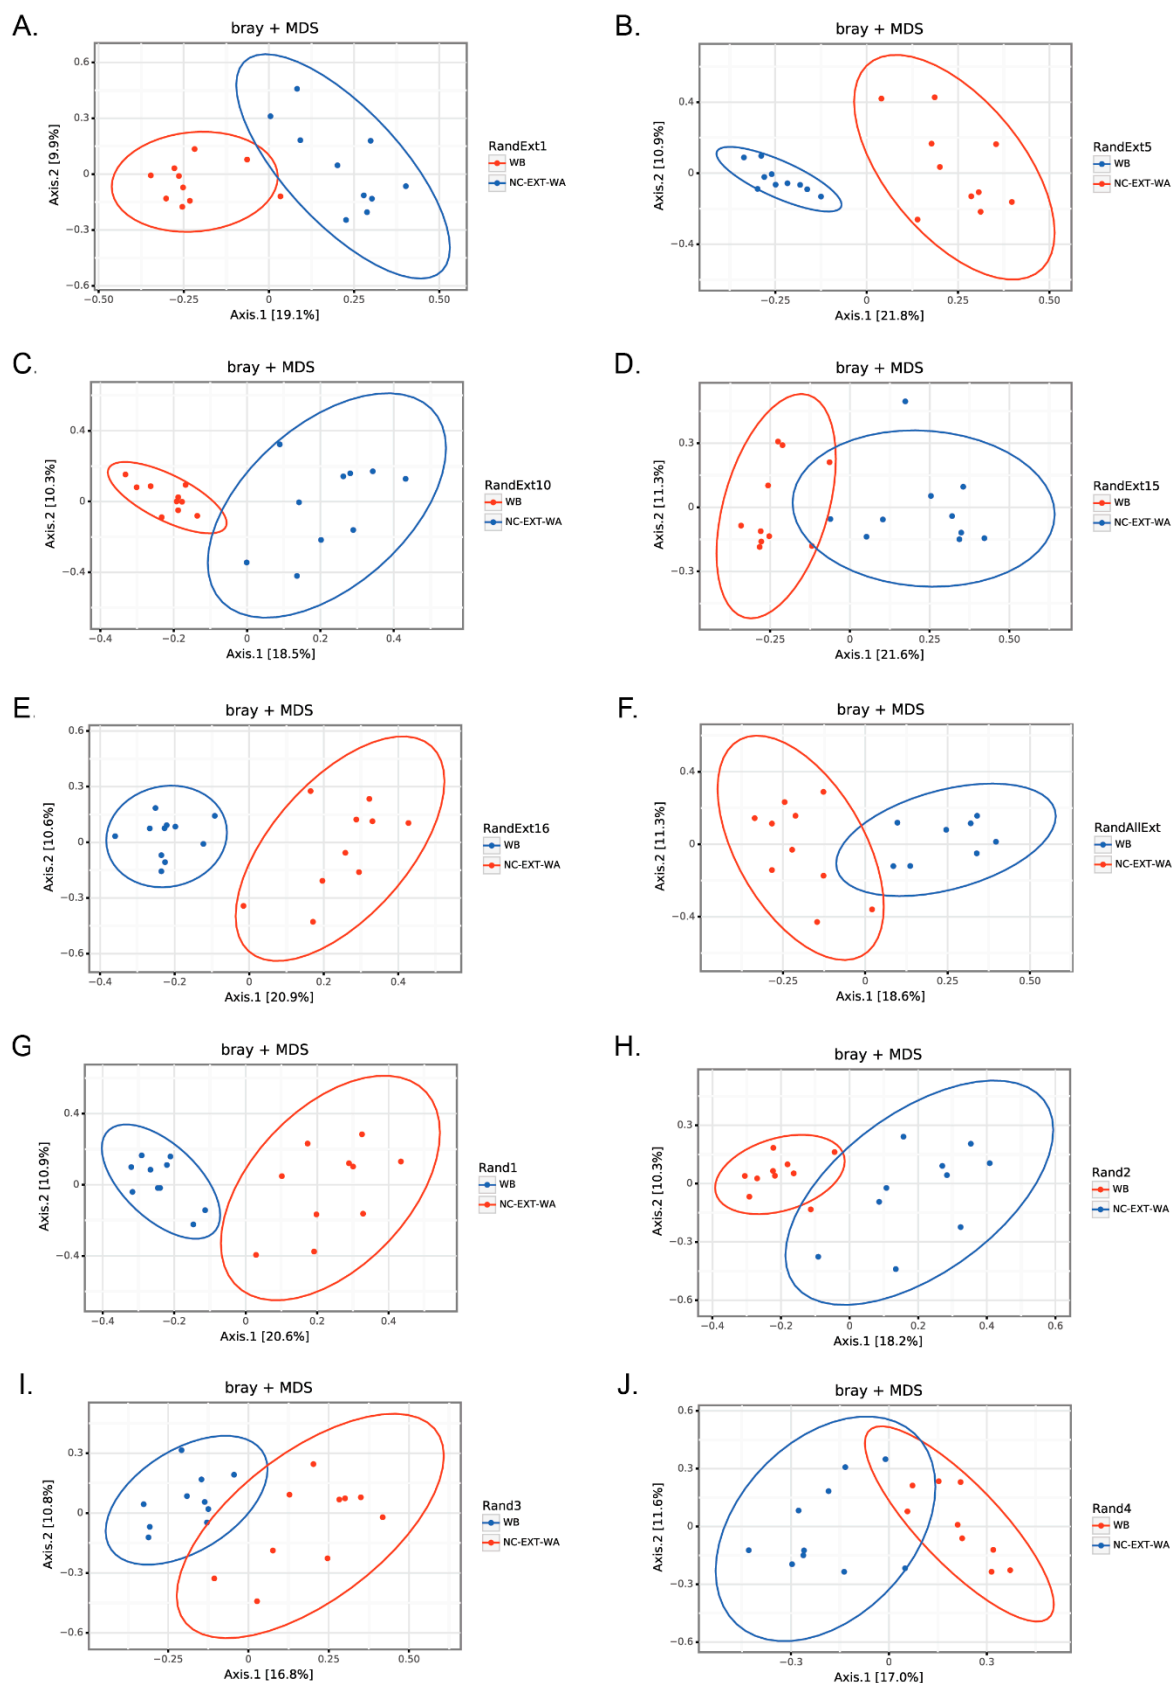 A.
bray + MDS
Axis.2 [9.9%]
0.6
0.3
0
−0.3
−0.6
−0.50
−0.25
0
0.25
0.50
Axis.1 [19.1%]
RandExt1
WB
NC-EXT-WA
B.
bray + MDS
Axis.2 [10.9%]
0.4
0
−0.4
−0.25
0
0.25
0.50
Axis.1 [21.8%]
RandExt5
WB
NC-EXT-WA
C.
bray + MDS
Axis.2 [10.3%]
0.4
0
−0.4
−0.4
−0.2
0
0.2
0.4
Axis.1 [18.5%]
RandExt10
WB
NC-EXT-WA
D.
bray + MDS
Axis.2 [11.3%]
0.3
0
−0.3
−0.25
0
0.25
0.50
Axis.1 [21.6%]
RandExt15
WB
NC-EXT-WA
E.
bray + MDS
Axis.2 [10.6%]
0.6
0.3
0
−0.3
−0.6
−0.4
−0.2
0
0.2
0.4
Axis.1 [20.9%]
RandExt16
WB
NC-EXT-WA
F.
bray + MDS
Axis.2 [11.3%]
0.4
0
−0.4
−0.25
0
0.25
0.50
Axis.1 [18.6%]
RandAllExt
WB
NC-EXT-WA
G
bray + MDS
Axis.2 [10.9%]
0.4
0
−0.4
−0.4
−0.2
0
0.2
0.4
Axis.1 [20.6%]
Rand1
WB
NC-EXT-WA
H.
bray + MDS
Axis.2 [10.3%]
0.3
0
−0.3
−0.6
−0.4
−0.2
0
0.2
0.4
0.6
Axis.1 [18.2%]
Rand2
WB
NC-EXT-WA
I.
bray + MDS
Axis.2 [10.8%]
0.3
0
−0.3
−0.6
−0.25
0
0.25
0.50
Axis.1 [16.8%]
Rand3
WB
NC-EXT-WA
J.
bray + MDS
Axis.2 [11.6%]
0.6
0.3
0
−0.3
−0.6
−0.3
0
0.3
Axis.1 [17.0%]
Rand4
WB
NC-EXT-WA